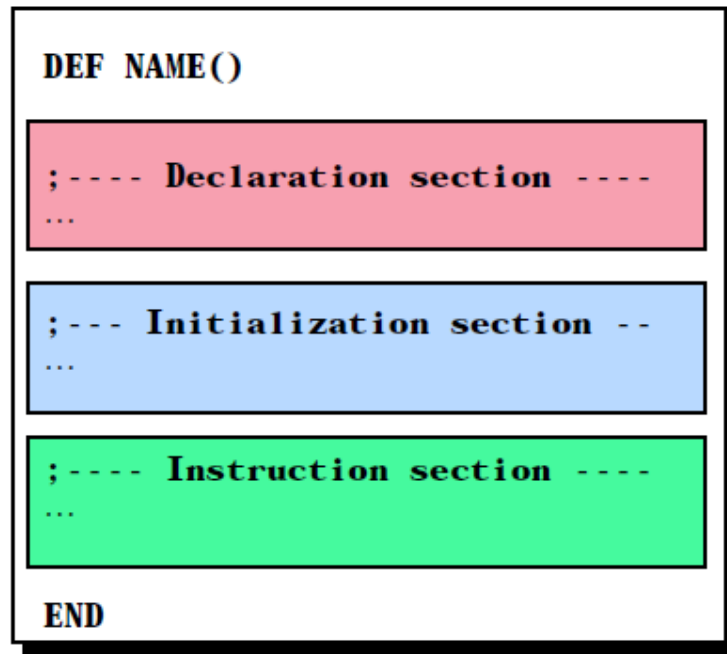 DEF NAME()
;---- Declaration section ----
...
;--- Initialization section --
...
;---- Instruction section ----
...
END